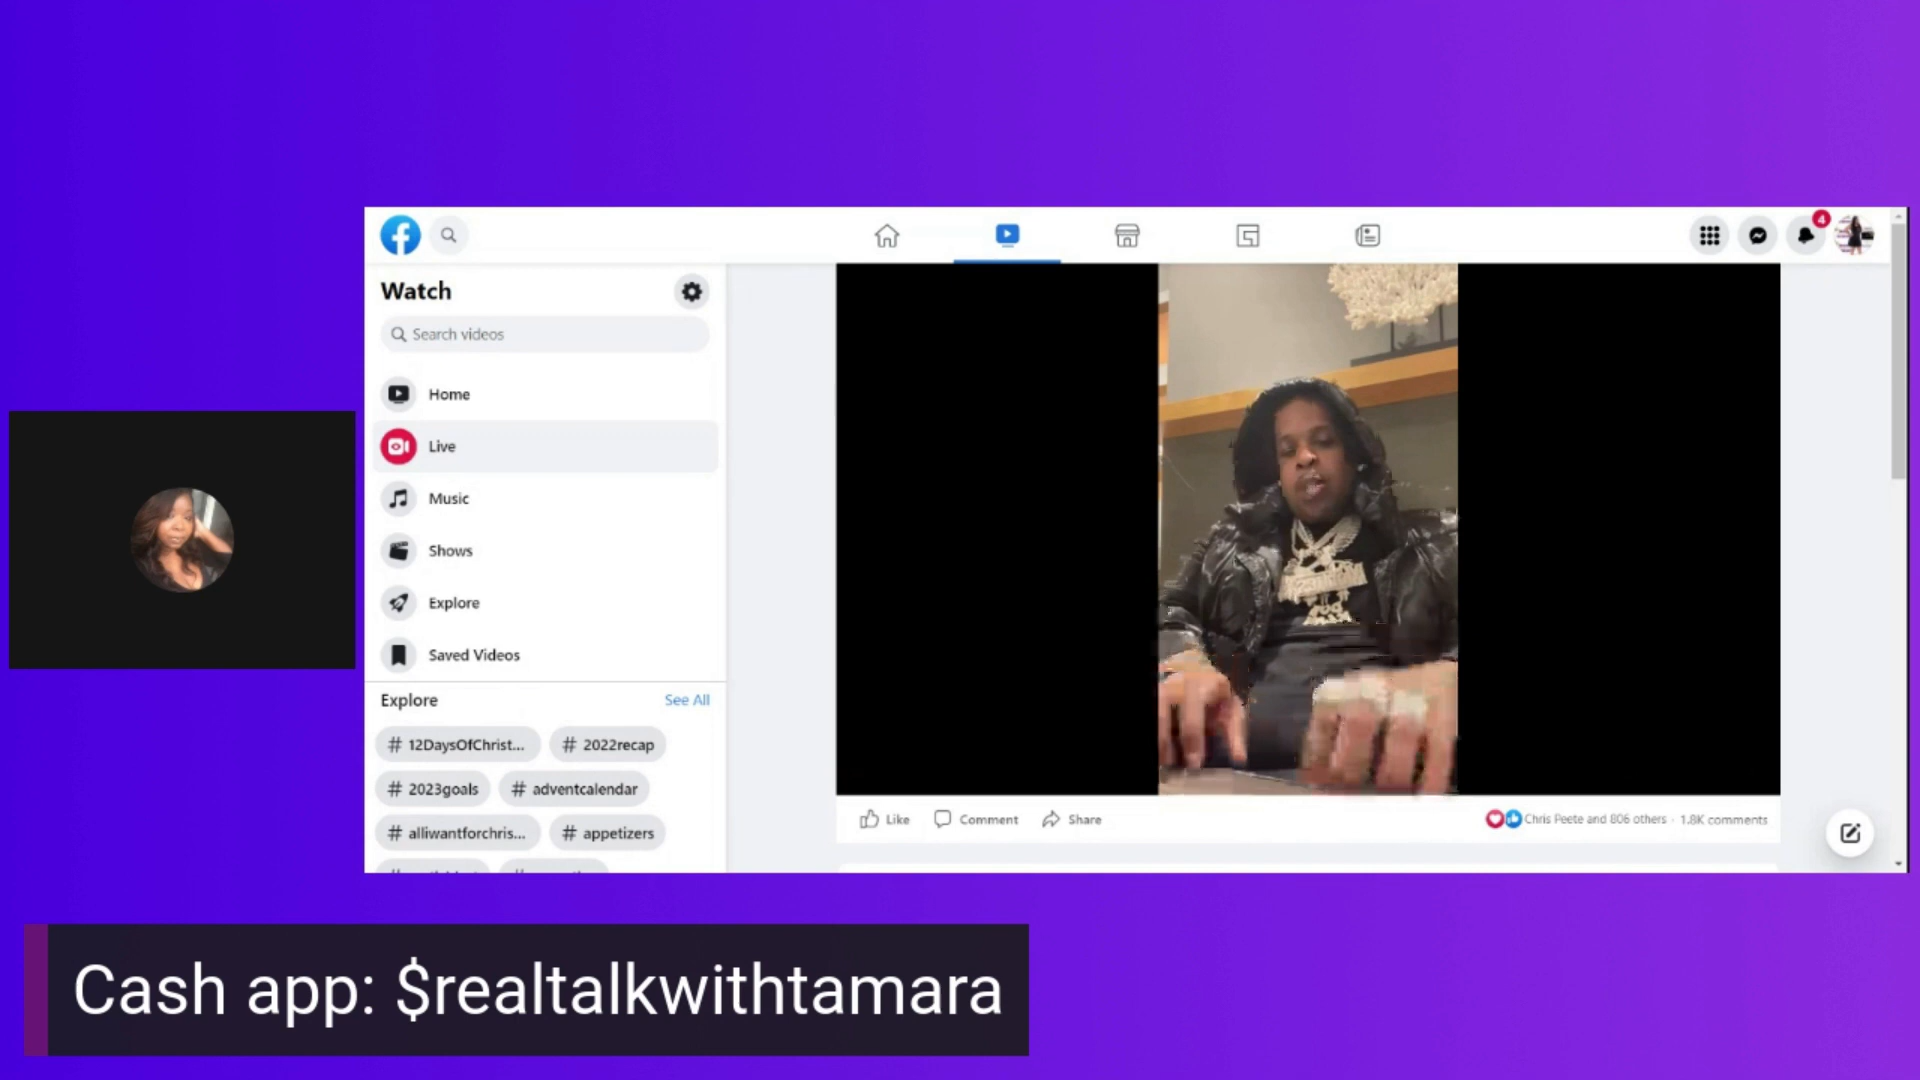 4
Watch
Search videos
Home
Live
Music
Shows
Explore
Saved Videos
Explore See All
# 12DaysOfChrist... # 2022recap
# 2023goals # adventcalendar
# alliwantforchris... # appetizers
Like Comment Share Chris Peete and 806 others · 1.8K comments
Cash app: $realtalkwithtamara